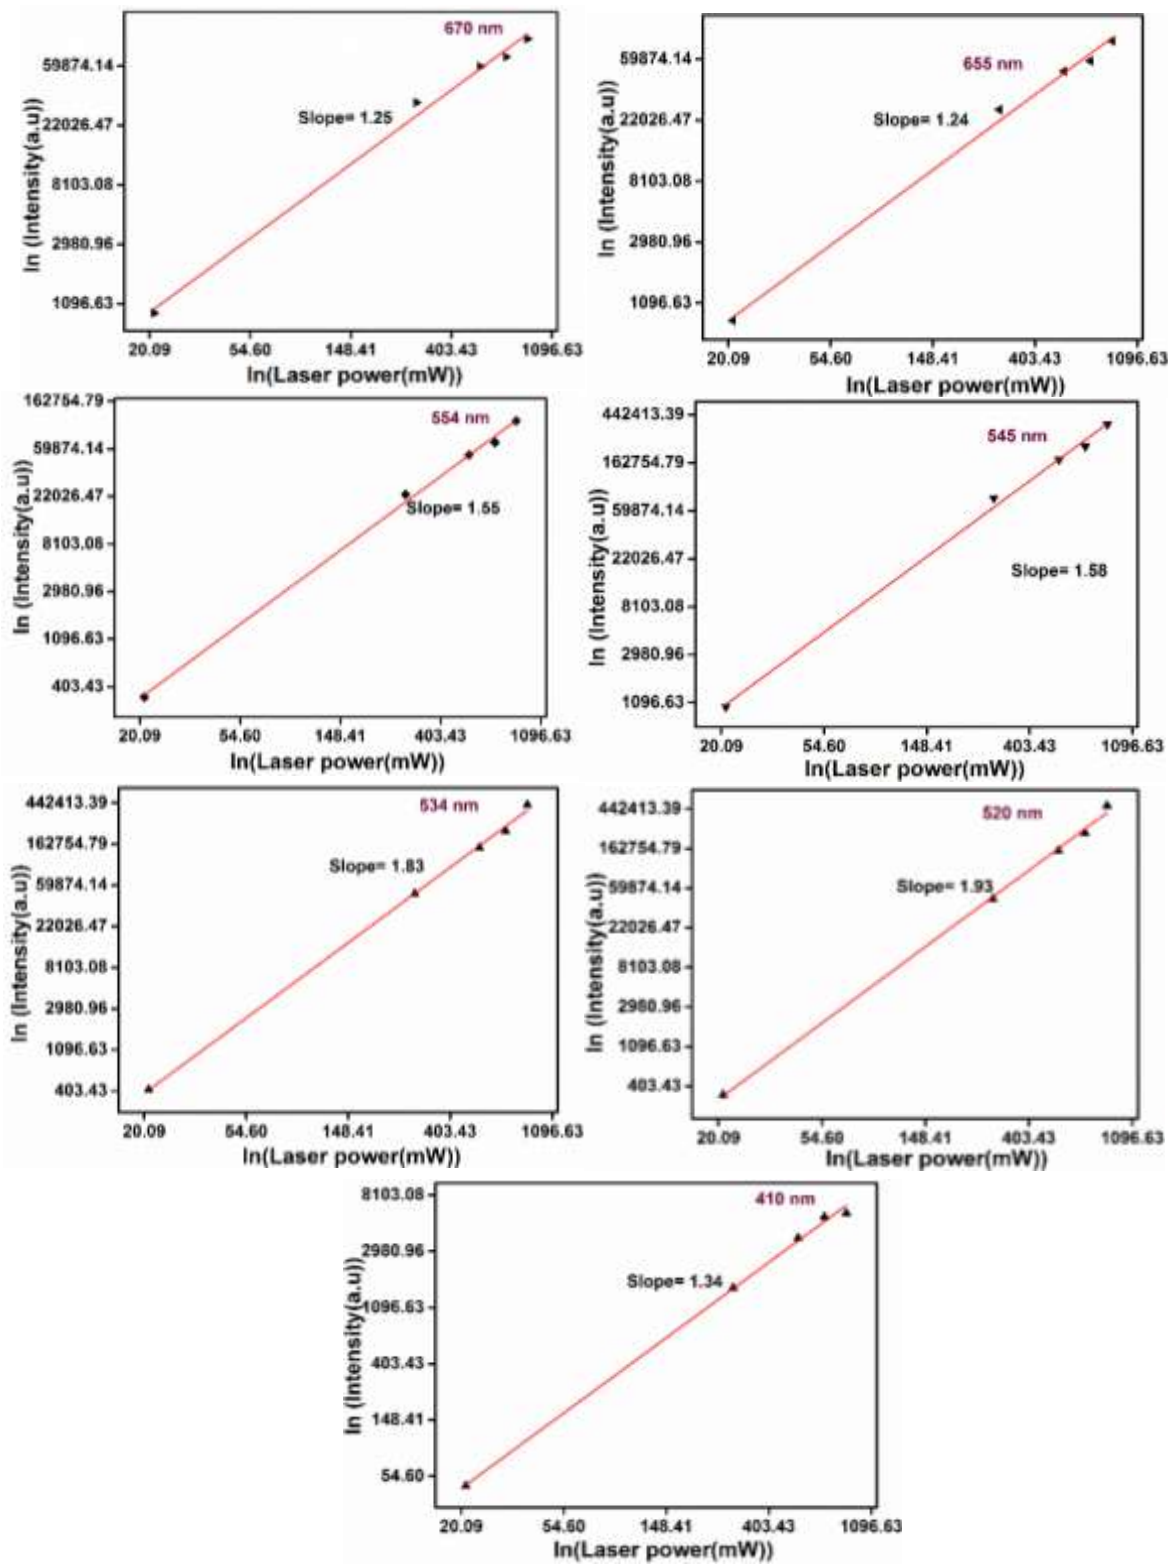 670 nm
59874.14
Slope= 1.25
22026.47
8103.08
2980.96
1096.63
20.09 54.60 148.41 403.43 1096.63
ln (Intensity(a.u))
ln(Laser power(mW))
655 nm
59874.14
Slope= 1.24
22026.47
8103.08
2980.96
1096.63
20.09 54.60 148.41 403.43 1096.63
ln (Intensity(a.u))
ln(Laser power(mW))
162754.79
554 nm
59874.14
22026.47
Slope= 1.55
8103.08
2980.96
1096.63
403.43
20.09 54.60 148.41 403.43 1096.63
ln (Intensity(a.u))
ln(Laser power(mW))
442413.39
545 nm
162754.79
59874.14
22026.47
Slope= 1.58
8103.08
2980.96
1096.63
20.09 54.60 148.41 403.43 1096.63
ln (Intensity(a.u))
ln(Laser power(mW))
442413.39
534 nm
162754.79
Slope= 1.83
59874.14
22026.47
8103.08
2980.96
1096.63
403.43
20.09 54.60 148.41 403.43 1096.63
ln (Intensity(a.u))
ln(Laser power(mW))
442413.39
520 nm
162754.79
Slope= 1.93
59874.14
22026.47
8103.08
2980.96
1096.63
403.43
20.09 54.60 148.41 403.43 1096.63
ln (Intensity(a.u))
ln(Laser power(mW))
8103.08
410 nm
2980.96
Slope= 1.34
1096.63
403.43
148.41
54.60
20.09 54.60 148.41 403.43 1096.63
ln (Intensity(a.u))
ln(Laser power(mW))